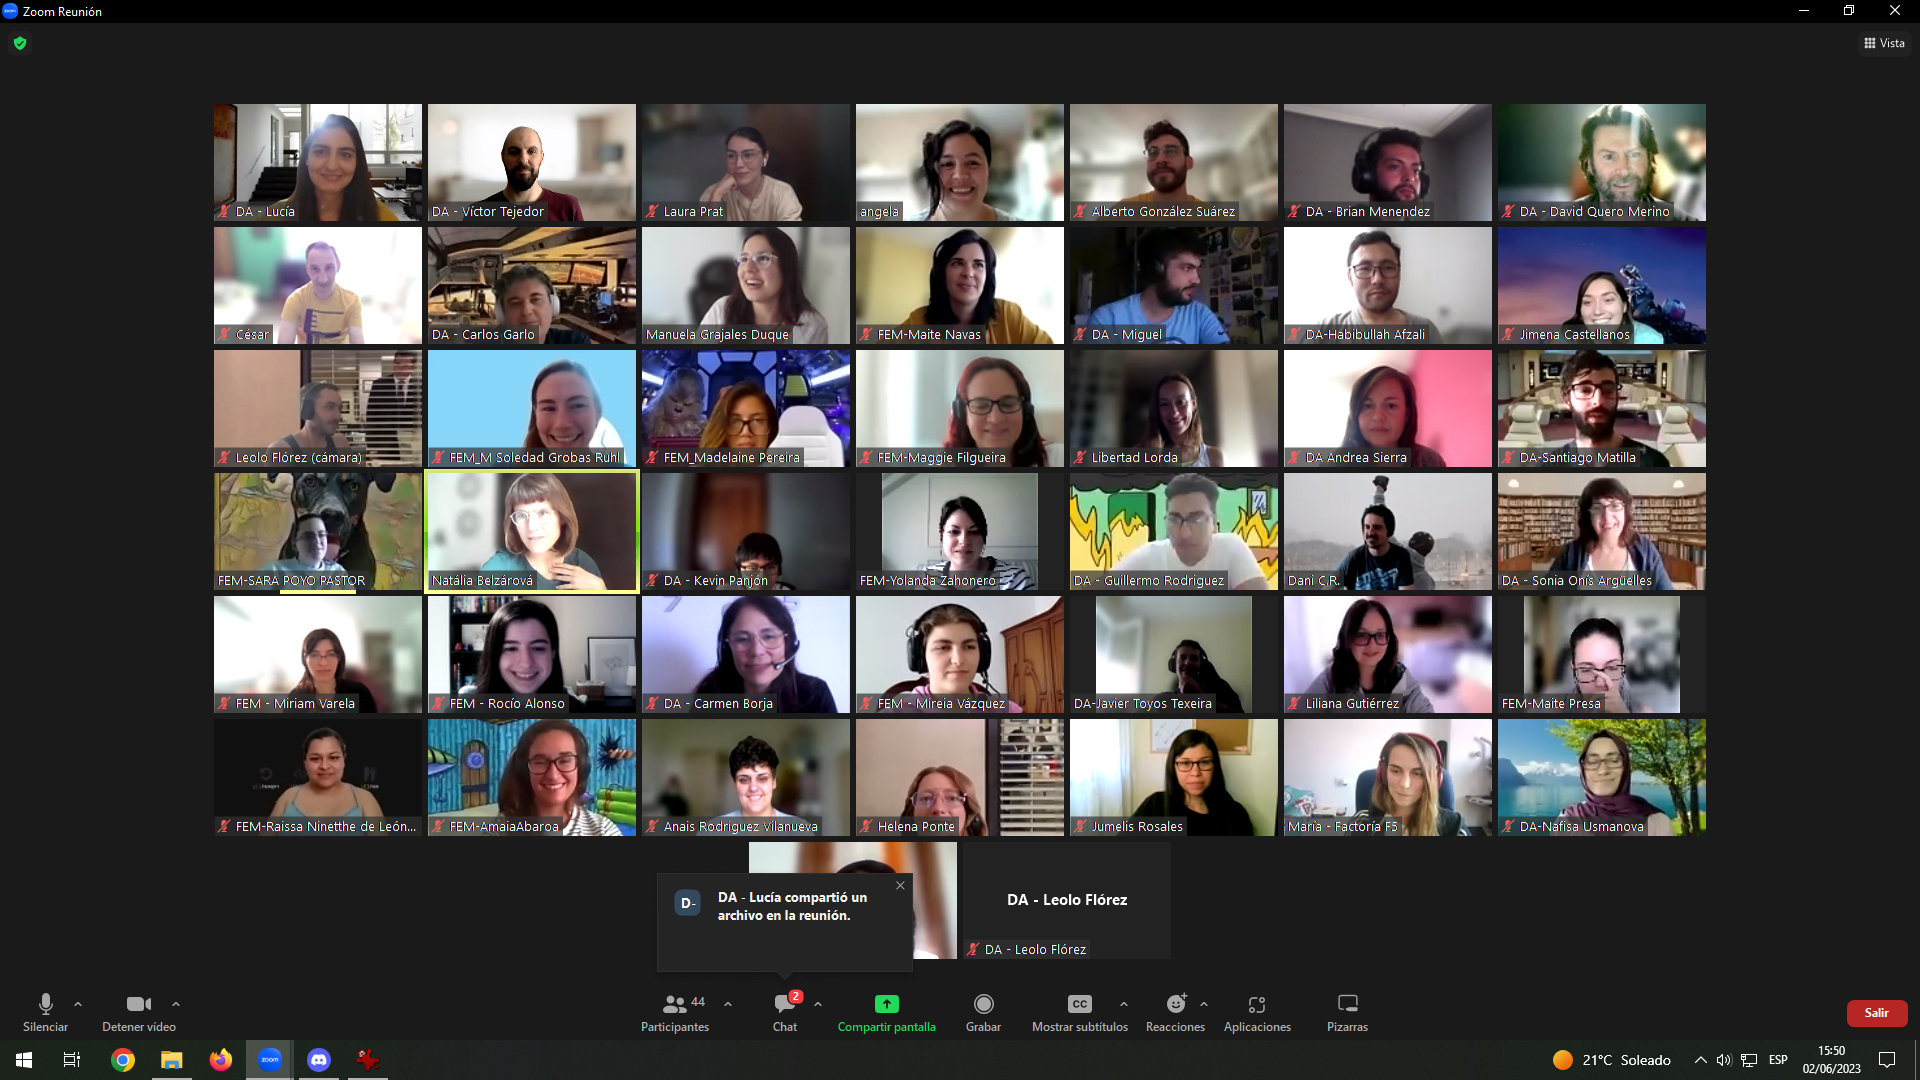 Zoom Reunión
Vista
DA - Lucía
DA - Víctor Tejedor
Laura Prat
angela
Alberto González Suárez
DA - Brian Menendez
DA - David Quero Merino
César
DA - Carlos Garlo
Manuela Grajales Duque
FEM-Maite Navas
DA - Miguel
DA-Habibullah Afzali
Jimena Castellanos
Leolo Flórez (cámara)
FEM_M Soledad Grobas Ruhl
FEM_Madelaine Pereira
FEM-Maggie Filgueira
Libertad Lorda
DA Andrea Sierra
DA-Santiago Matilla
FEM-SARA POYO PASTOR
Natália Belzárová
DA - Kevin Panjón
FEM-Yolanda Zahonero
DA - Guillermo Rodriguez
Dani C.R.
DA - Sonia Onís Argüelles
FEM - Miriam Varela
FEM - Rocío Alonso
DA - Carmen Borja
FEM - Mireia Vázquez
DA-Javier Toyos Texeira
Liliana Gutiérrez
FEM-Maite Presa
FEM-Raissa Ninetthe de León...
FEM-AmaiaAbaroa
Anais Rodriguez Vilanueva
Helena Ponte
Jumelis Rosales
María - Factoría F5
DA-Nafisa Usmanova
D-
DA - Lucía compartió un
archivo en la reunión.
DA - Leolo Flórez
DA - Leolo Flórez
Silenciar
Detener vídeo
44
Participantes
2
Chat
Compartir pantalla
Grabar
CC
Mostrar subtítulos
Reacciones
Aplicaciones
Pizarras
Salir
zoom
21°C Soleado
ESP
15:50
02/06/2023